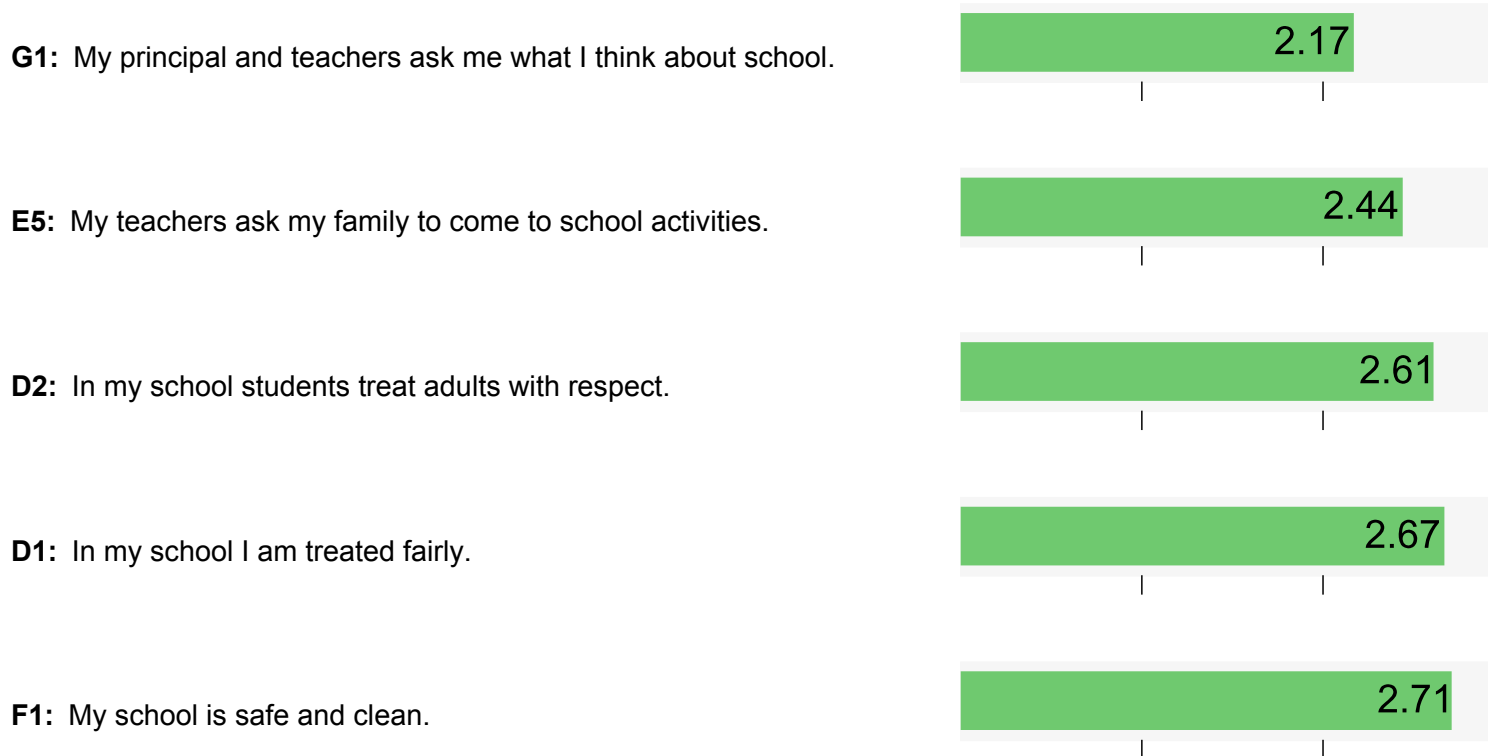 G1: My principal and teachers ask me what I think about school. 2.17
E5: My teachers ask my family to come to school activities. 2.44
D2: In my school students treat adults with respect. 2.61
D1: In my school I am treated fairly. 2.67
F1: My school is safe and clean. 2.71